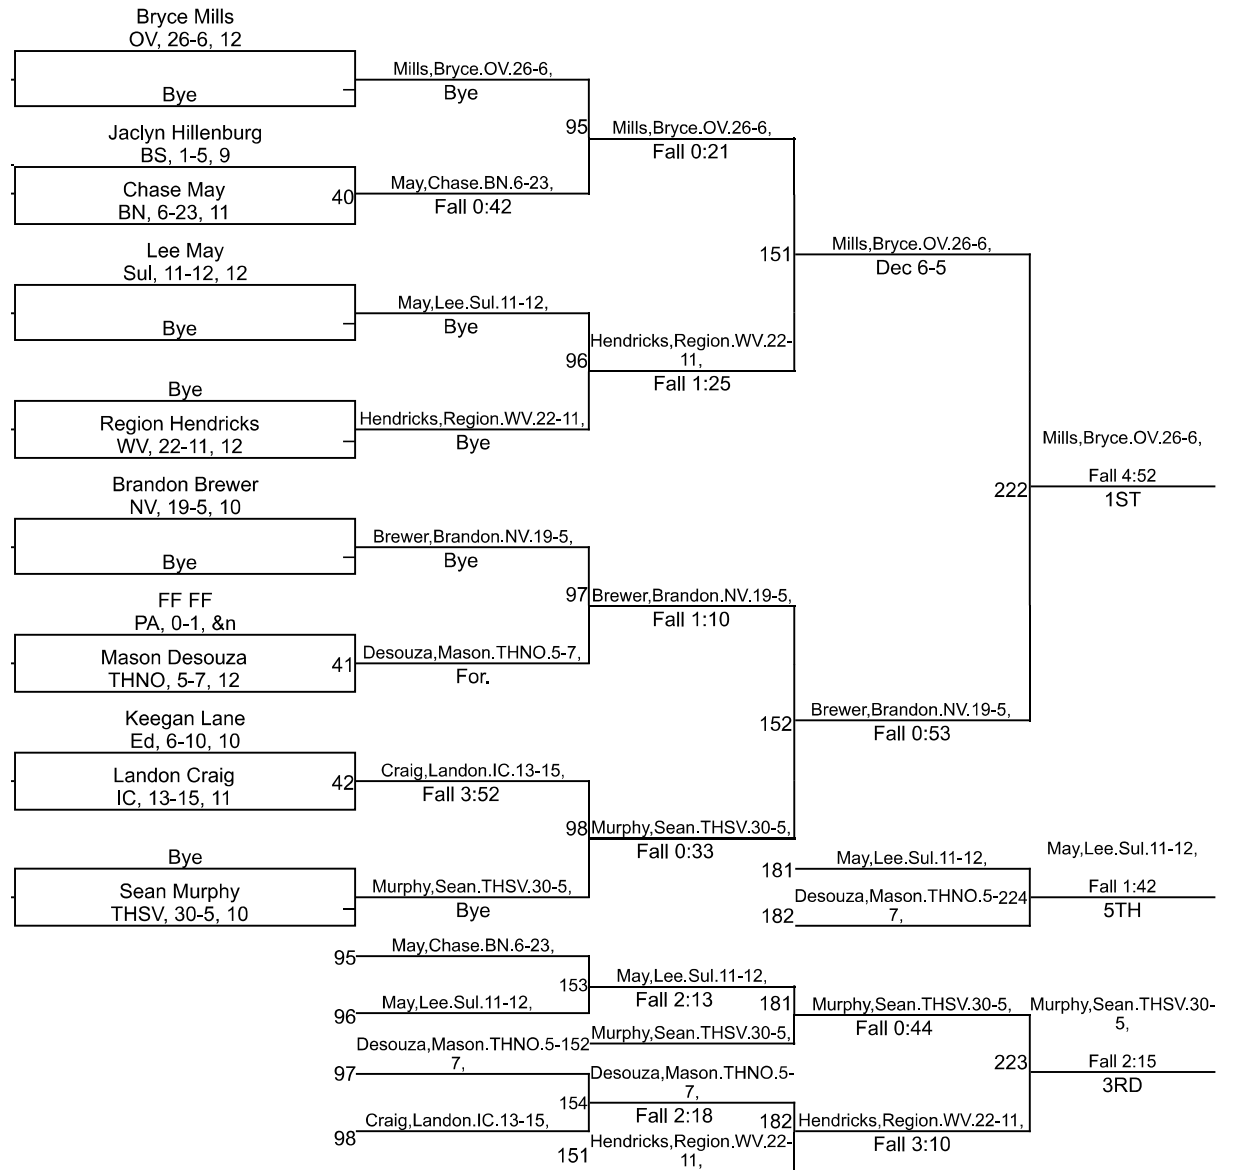 Bryce Mills
OV, 26-6, 12
Bye
Mills,Bryce.OV.26-6,
Bye
95
Mills,Bryce.OV.26-6,
Fall 0:21
Jaclyn Hillenburg
BS, 1-5, 9
Chase May
BN, 6-23, 11
40
May,Chase.BN.6-23,
Fall 0:42
151
Mills,Bryce.OV.26-6,
Dec 6-5
Lee May
Sul, 11-12, 12
Bye
May,Lee.Sul.11-12,
Bye
96
Hendricks,Region.WV.22-
11,
Fall 1:25
Bye
Region Hendricks
WV, 22-11, 12
Hendricks,Region.WV.22-11,
Bye
222
Mills,Bryce.OV.26-6,
Fall 4:52
1ST
Brandon Brewer
NV, 19-5, 10
Bye
Brewer,Brandon.NV.19-5,
Bye
97
Brewer,Brandon.NV.19-5,
Fall 1:10
FF FF
PA, 0-1, &n
Mason Desouza
THNO, 5-7, 12
41
Desouza,Mason.THNO.5-7,
For.
152
Brewer,Brandon.NV.19-5,
Fall 0:53
Keegan Lane
Ed, 6-10, 10
Landon Craig
IC, 13-15, 11
42
Craig,Landon.IC.13-15,
Fall 3:52
98
Murphy,Sean.THSV.30-5,
Fall 0:33
Bye
Sean Murphy
THSV, 30-5, 10
Murphy,Sean.THSV.30-5,
Bye
181
May,Lee.Sul.11-12,
182
Desouza,Mason.THNO.5-
7,
224
May,Lee.Sul.11-12,
Fall 1:42
5TH
95
May,Chase.BN.6-23,
96
May,Lee.Sul.11-12,
153
May,Lee.Sul.11-12,
Fall 2:13
152
Murphy,Sean.THSV.30-5,
181
Murphy,Sean.THSV.30-5,
Fall 0:44
97
Desouza,Mason.THNO.5-
7,
98
Craig,Landon.IC.13-15,
154
Desouza,Mason.THNO.5-
7,
Fall 2:18
151
Hendricks,Region.WV.22-
11,
182
Hendricks,Region.WV.22-11,
Fall 3:10
223
Murphy,Sean.THSV.30-
5,
Fall 2:15
3RD